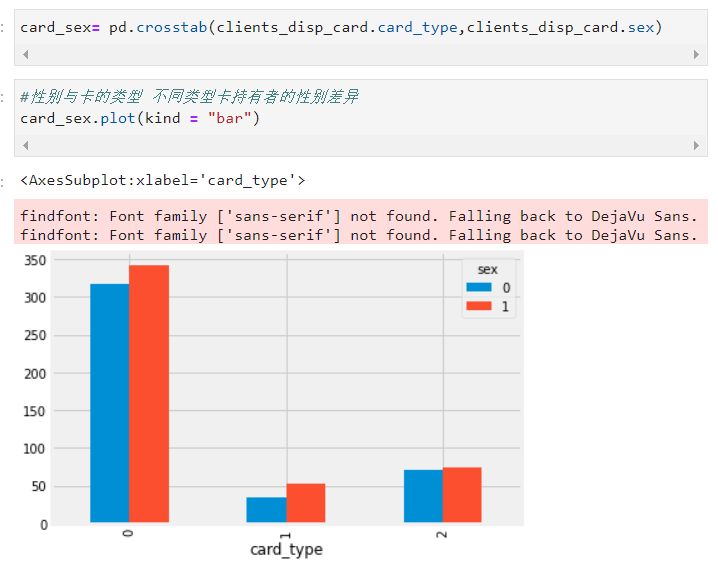 card_sex= pd.crosstab(clients_disp_card.card_type,clients_disp_card.sex)
#性别与卡的类型 不同类型卡持有者的性别差异
card_sex.plot(kind = "bar")
<AxesSubplot:xlabel='card_type'>
findfont: Font family ['sans-serif'] not found. Falling back to DejaVu Sans.
findfont: Font family ['sans-serif'] not found. Falling back to DejaVu Sans.
350
300
250
200
150
100
50
0
sex
0
1
0
1
2
card_type